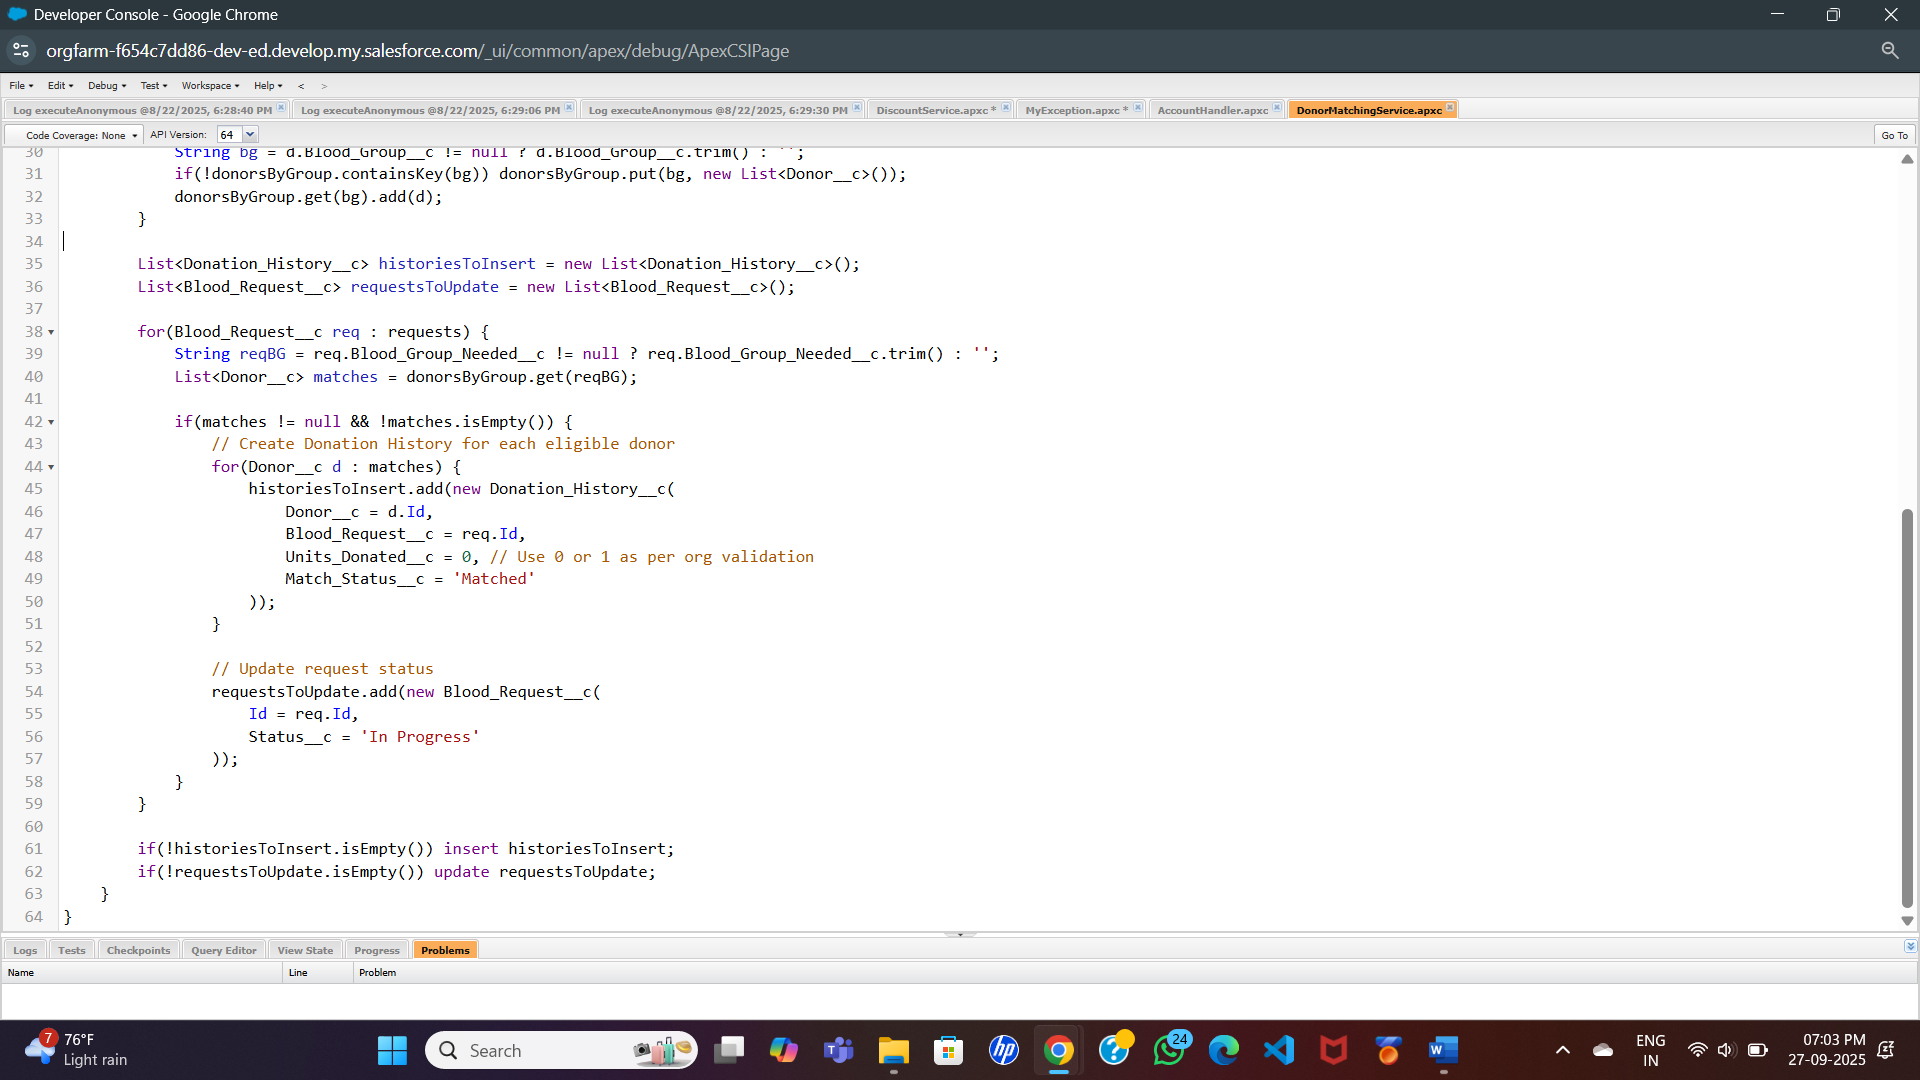 Developer Console - Google Chrome
orgfarm-f654c7dd86-dev-ed.develop.my.salesforce.com/_ui/common/apex/debug/ApexCSIPage
File Edit Debug Test Workspace Help < >
Log executeAnonymous @8/22/2025, 6:28:40 PM Log executeAnonymous @8/22/2025, 6:29:06 PM Log executeAnonymous @8/22/2025, 6:29:30 PM DiscountService.apxc * MyException.apxc * AccountHandler.apxc DonorMatchingService.apxc
Code Coverage: None API Version: 64 Go To
30 String bg = d.Blood_Group__c != null ? d.Blood_Group__c.trim() : '';
31 if(!donorsByGroup.containsKey(bg)) donorsByGroup.put(bg, new List<Donor__c>());
32 donorsByGroup.get(bg).add(d);
33 }
34
35 List<Donation_History__c> historiesToInsert = new List<Donation_History__c>();
36 List<Blood_Request__c> requestsToUpdate = new List<Blood_Request__c>();
37
38 for(Blood_Request__c req : requests) {
39 String reqBG = req.Blood_Group_Needed__c != null ? req.Blood_Group_Needed__c.trim() : '';
40 List<Donor__c> matches = donorsByGroup.get(reqBG);
41
42 if(matches != null && !matches.isEmpty()) {
43 // Create Donation History for each eligible donor
44 for(Donor__c d : matches) {
45 historiesToInsert.add(new Donation_History__c(
46 Donor__c = d.Id,
47 Blood_Request__c = req.Id,
48 Units_Donated__c = 0, // Use 0 or 1 as per org validation
49 Match_Status__c = 'Matched'
50 ));
51 }
52
53 // Update request status
54 requestsToUpdate.add(new Blood_Request__c(
55 Id = req.Id,
56 Status__c = 'In Progress'
57 ));
58 }
59 }
60
61 if(!historiesToInsert.isEmpty()) insert historiesToInsert;
62 if(!requestsToUpdate.isEmpty()) update requestsToUpdate;
63 }
64 }
Logs Tests Checkpoints Query Editor View State Progress Problems
Name Line Problem
7 76°F
Light rain
Search
24
ENG
IN
07:03 PM
27-09-2025